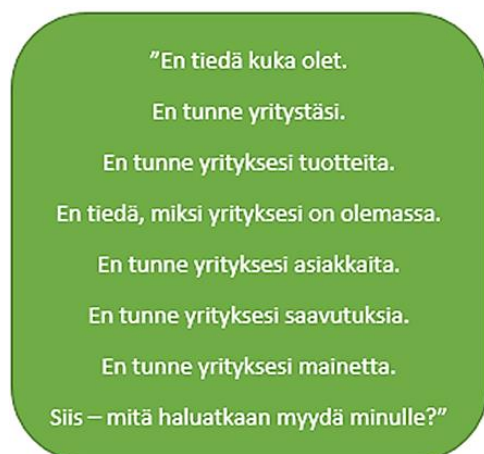 ”En tiedä kuka olet.
En tunne yritystäsi.
En tunne yrityksesi tuotteita.
En tiedä, miksi yrityksesi on olemassa.
En tunne yrityksesi asiakkaita.
En tunne yrityksesi saavutuksia.
En tunne yrityksesi mainetta.
Siis – mitä haluatkaan myydä minulle?”